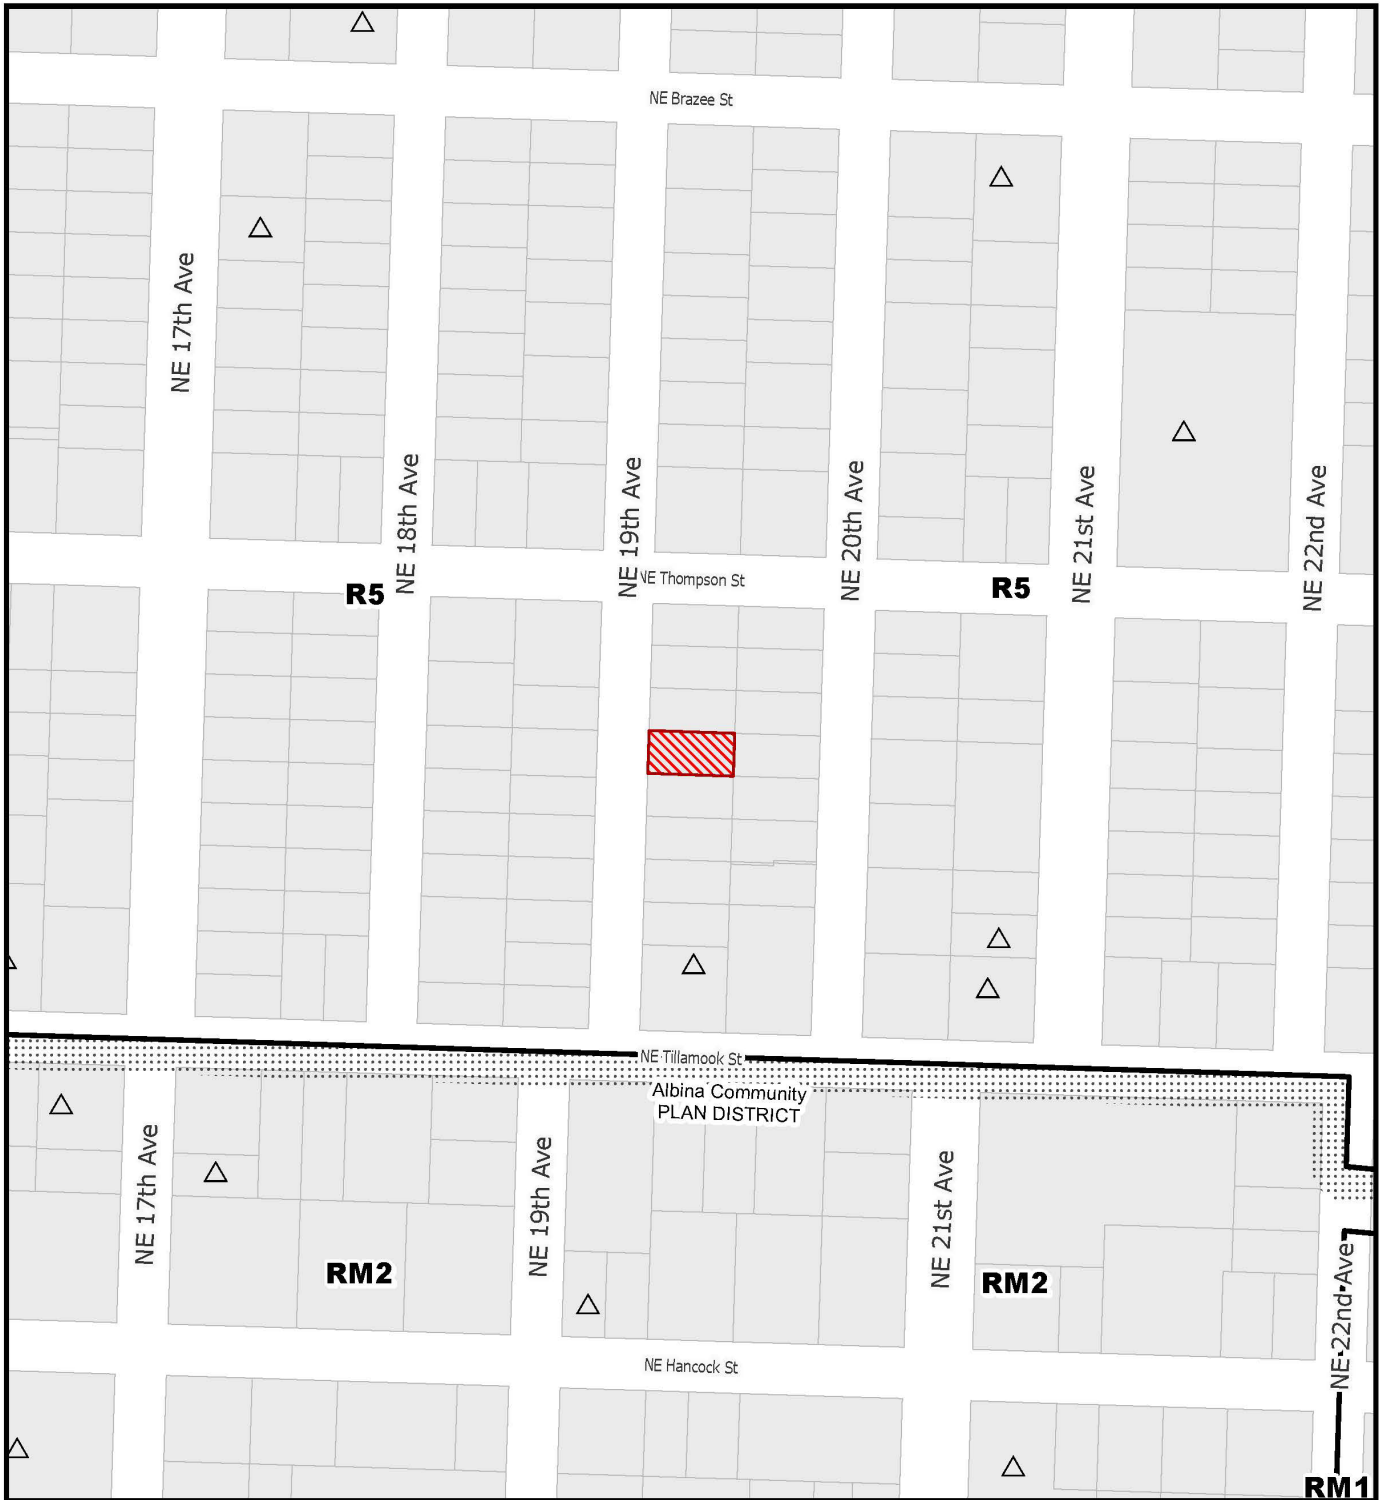 NE Brazee St
NE 17th Ave
NE 18th Ave
NE 19th Ave
NE 20th Ave
NE 21st Ave
NE 22nd Ave
NE Thompson St
R5
R5
NE Tillamook St
Albina Community
PLAN DISTRICT
NE 17th Ave
NE 19th Ave
NE 21st Ave
NE 22nd Ave
RM2
RM2
NE Hancock St
RM1